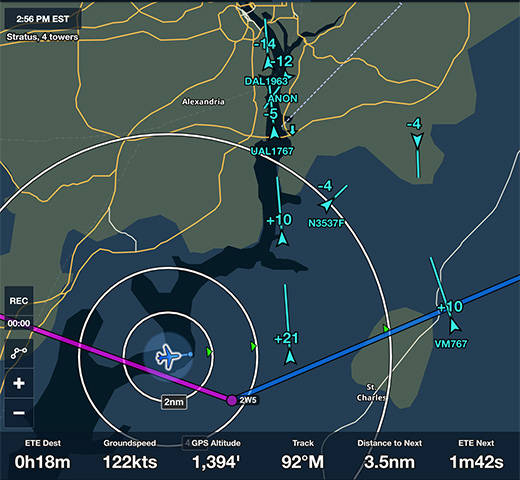 2:56 PM EST
Stratus, 4 towers
-14
-12
DAL1963
Alexandria
ANON
-5
-4
UAL1767
-4
N3537F
+10
REC
00:00
+10
+21
VM767
2W5
St
Charles
2nm
4
ETE Dest
Groundspeed
GPS Altitude
Track
Distance to Next
ETE Next
0h18m
122kts
1,394'
92°M
3.5nm
1m42s